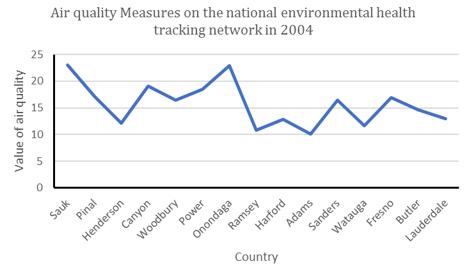 Air quality Measures on the national environmental health
tracking network in 2004
Value of air quality
25
20
15
10
5
0
Sauk
Pinal
Henderson
Canyon
Woodbury
Power
Onondaga
Ramsey
Harford
Adams
Sanders
Watauga
Fresno
Butler
Lauderdale
Country